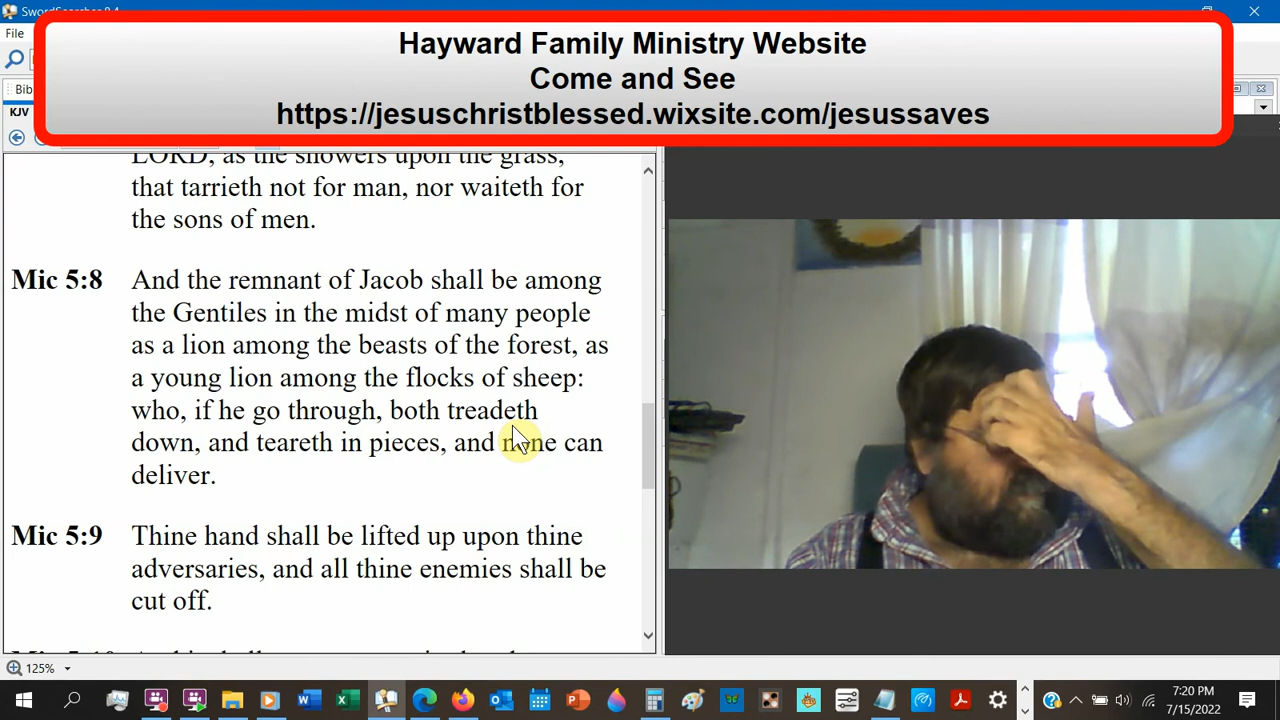 SwordSearcher 8.4
File
Hayward Family Ministry Website
Come and See
https://jesuschristblessed.wixsite.com/jesussaves
Bib
KJV
LORD, as the showers upon the grass,
that tarrieth not for man, nor waiteth for
the sons of men.
Mic 5:8 And the remnant of Jacob shall be among
the Gentiles in the midst of many people
as a lion among the beasts of the forest, as
a young lion among the flocks of sheep:
who, if he go through, both treadeth
down, and teareth in pieces, and none can
deliver.
Mic 5:9 Thine hand shall be lifted up upon thine
adversaries, and all thine enemies shall be
cut off.
125%
7:20 PM
7/15/2022